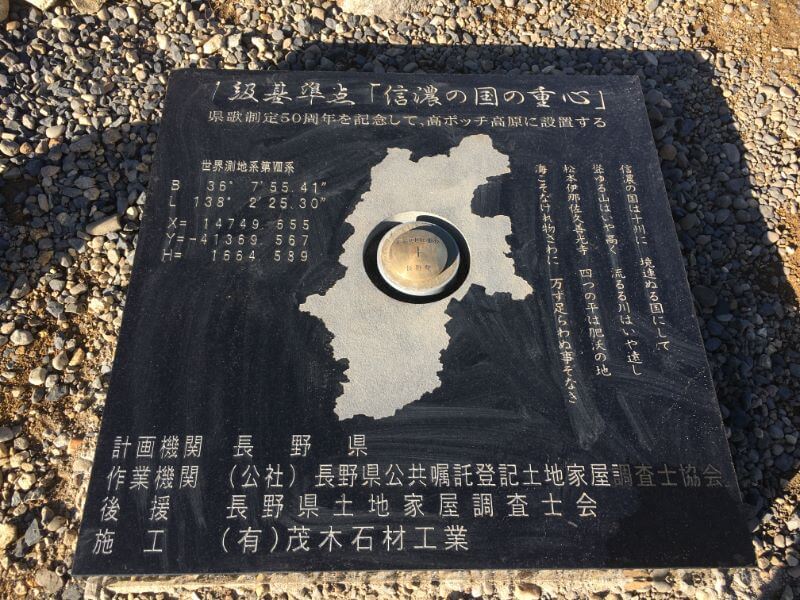 1級基準点「信濃の国の重心」
県歌制定50周年を記念して、高ボッチ高原に設置する
世界測地系第Ⅷ系
B 36° 7′55.41″
L 138° 2′25.30″
X= 14749.655
Y=-41369.567
H= 1664.589
信濃の国は十州に 境連ぬる国にして
聳ゆる山はいや高く 流るる川はいや遠し
松本伊那佐久善光寺 四つの平は肥沃の地
海こそなけれ物さわに 万ず足らわぬ事ぞなき
計画機関 長野県
作業機関 (公社)長野県公共嘱託登記土地家屋調査士協会
後援 長野県土地家屋調査士会
施工 (有)茂木石材工業